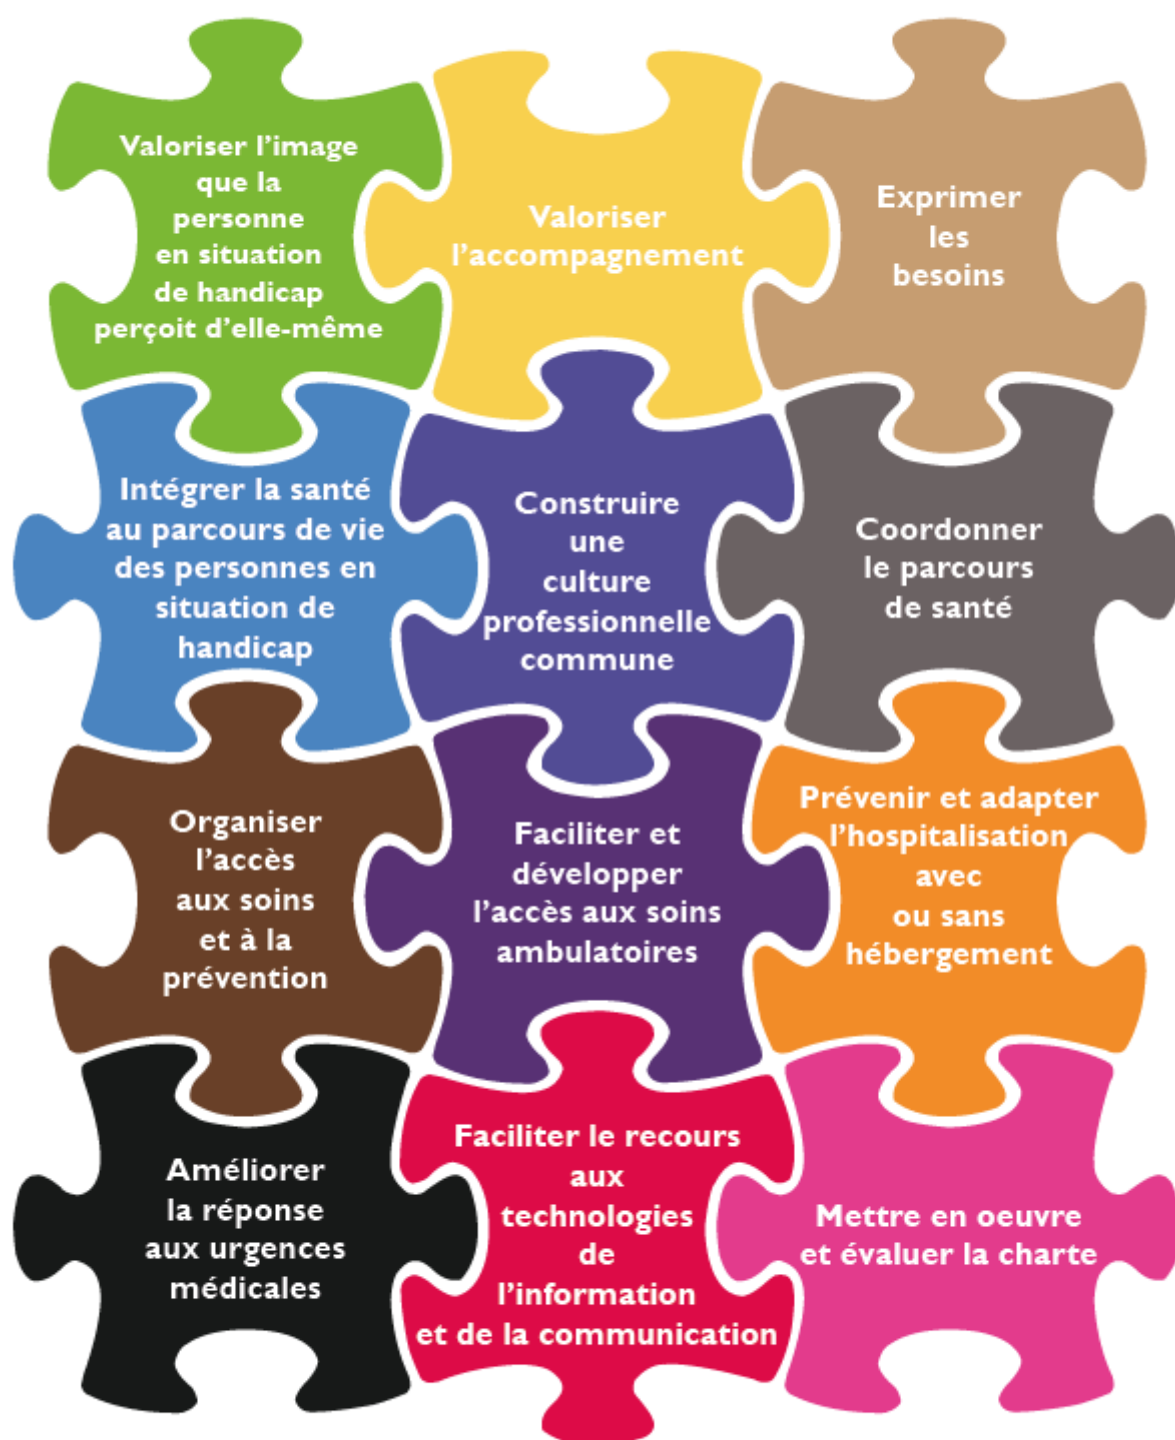 Valoriser l'image
que la
personne
en situation
de handicap
perçoit d'elle-même
Valoriser
l'accompagnement
Exprimer
les
besoins
Intégrer la santé
au parcours de vie
des personnes en
situation de
handicap
Construire
une
culture
professionnelle
commune
Coordonner
le parcours
de santé
Organiser
l'accès
aux soins
et à la
prévention
Faciliter et
développer
l'accès aux soins
ambulatoires
Prévenir et adapter
l'hospitalisation
avec
ou sans
hébergement
Améliorer
la réponse
aux urgences
médicales
Faciliter le recours
aux
technologies
de
l'information
et de la communication
Mettre en oeuvre
et évaluer la charte